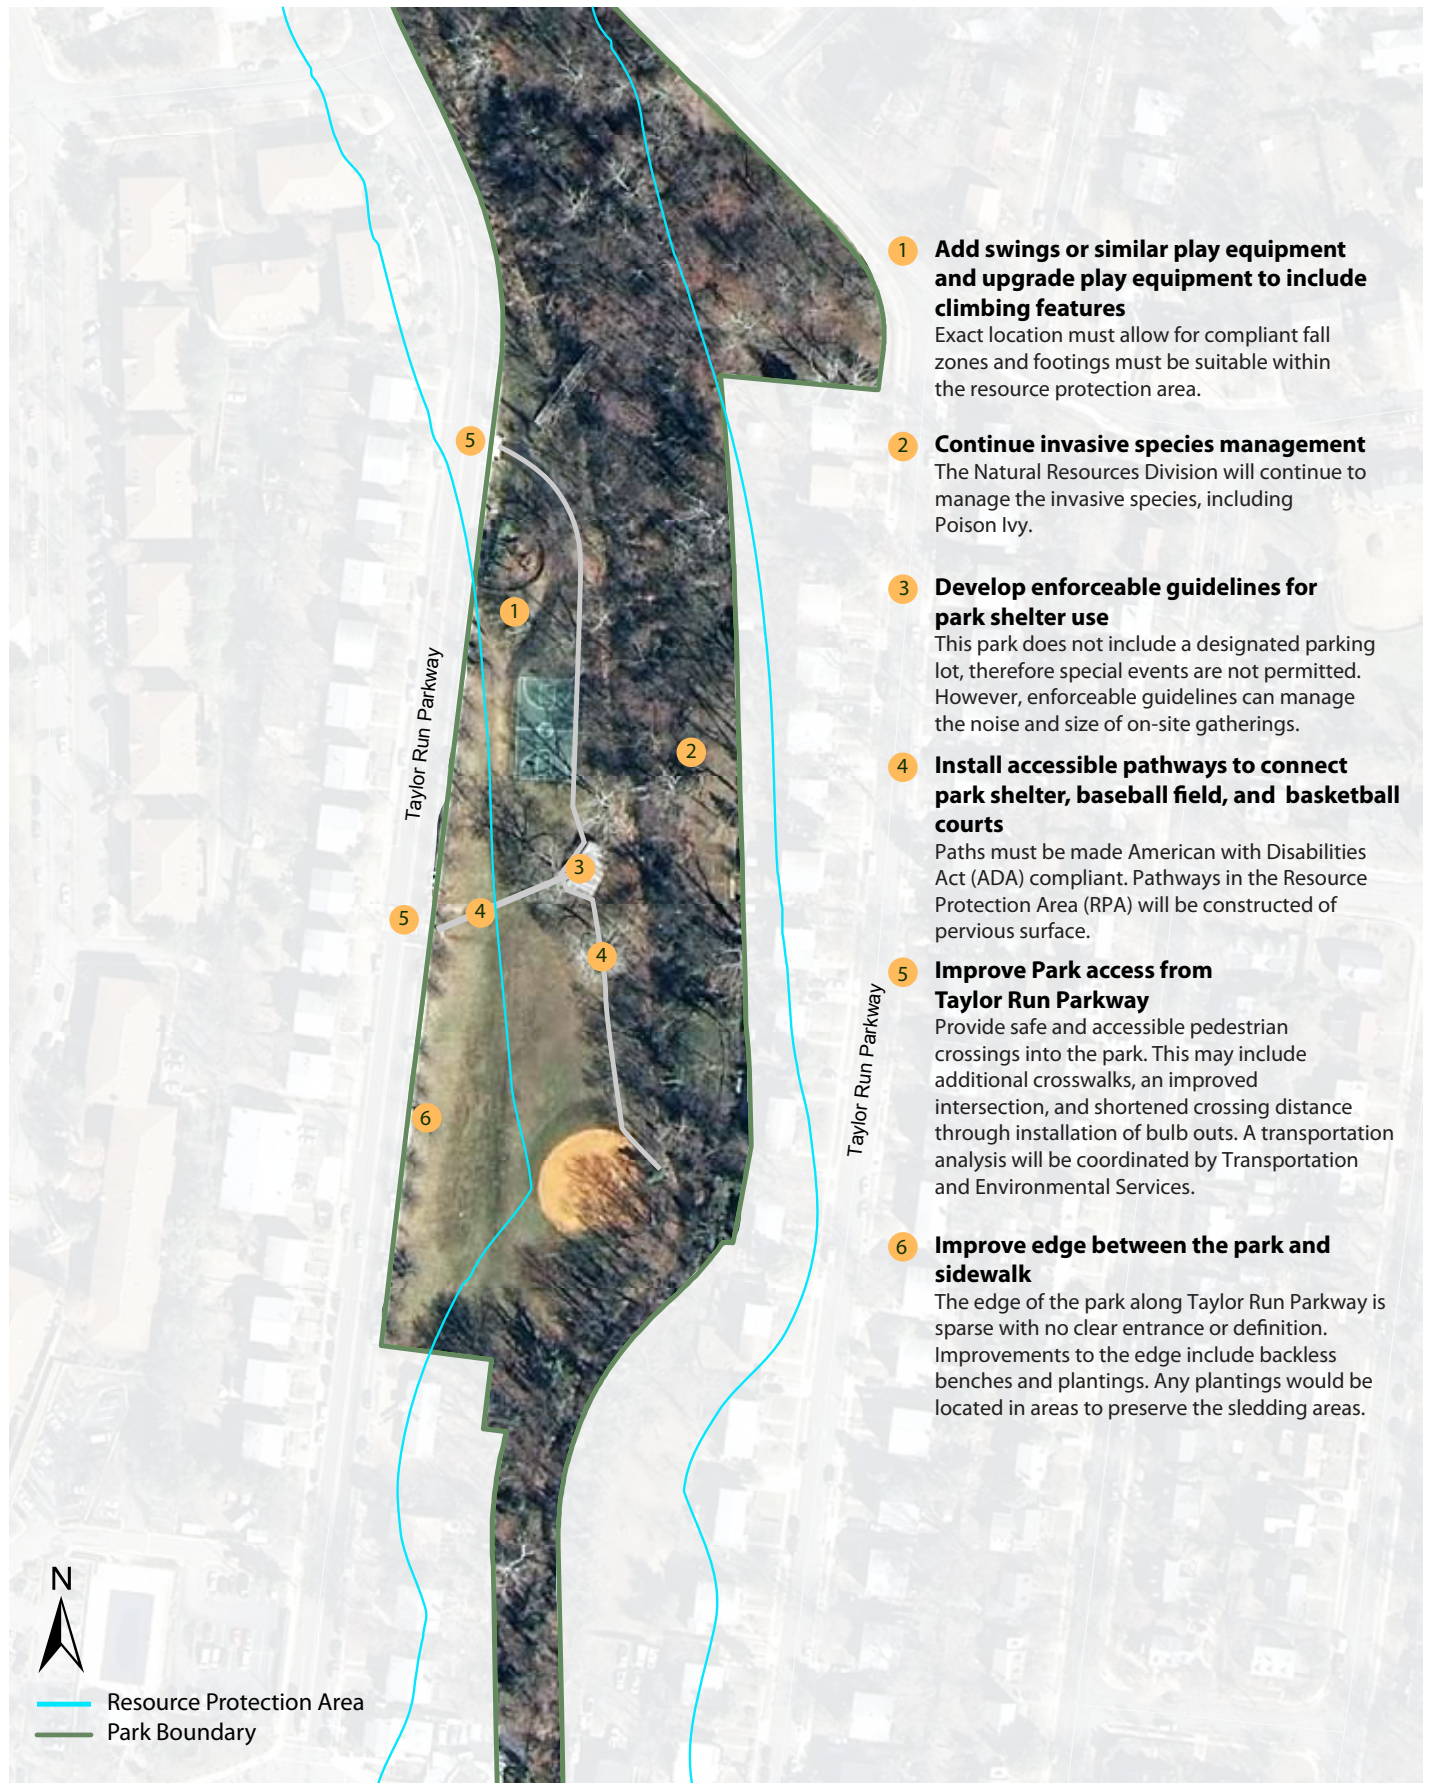 1 Add swings or similar play equipment
and upgrade play equipment to include
climbing features
Exact location must allow for compliant fall
zones and footings must be suitable within
the resource protection area.
2 Continue invasive species management
The Natural Resources Division will continue to
manage the invasive species, including
Poison Ivy.
3 Develop enforceable guidelines for
park shelter use
This park does not include a designated parking
lot, therefore special events are not permitted.
However, enforceable guidelines can manage
the noise and size of on-site gatherings.
4 Install accessible pathways to connect
park shelter, baseball field, and basketball
courts
Paths must be made American with Disabilities
Act (ADA) compliant. Pathways in the Resource
Protection Area (RPA) will be constructed of
pervious surface.
5 Improve Park access from
Taylor Run Parkway
Provide safe and accessible pedestrian
crossings into the park. This may include
additional crosswalks, an improved
intersection, and shortened crossing distance
through installation of bulb outs. A transportation
analysis will be coordinated by Transportation
and Environmental Services.
6 Improve edge between the park and
sidewalk
The edge of the park along Taylor Run Parkway is
sparse with no clear entrance or definition.
Improvements to the edge include backless
benches and plantings. Any plantings would be
located in areas to preserve the sledding areas.
5
1
Taylor Run Parkway
2
3
4
5
4
Taylor Run Parkway
6
N
Resource Protection Area
Park Boundary